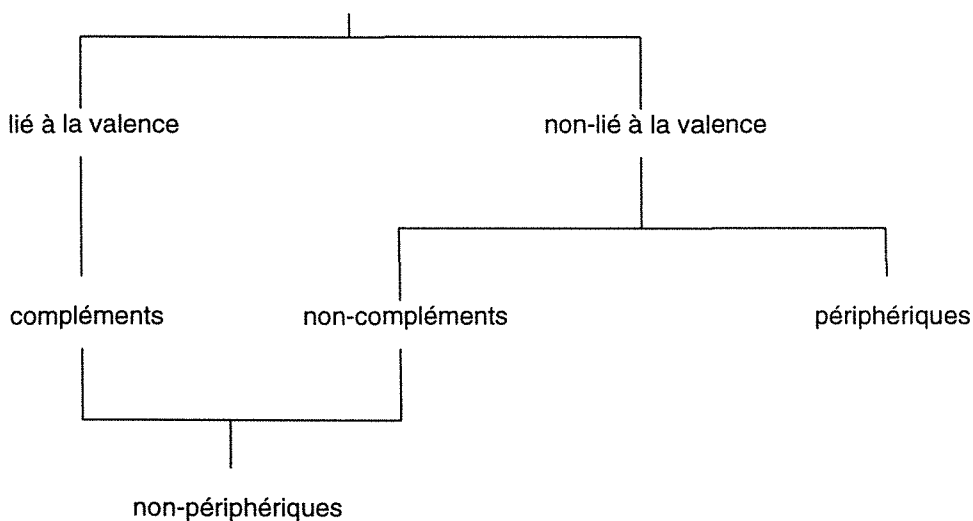 lié à la valence
non-lié à la valence
compléments
non-compléments
périphériques
non-périphériques